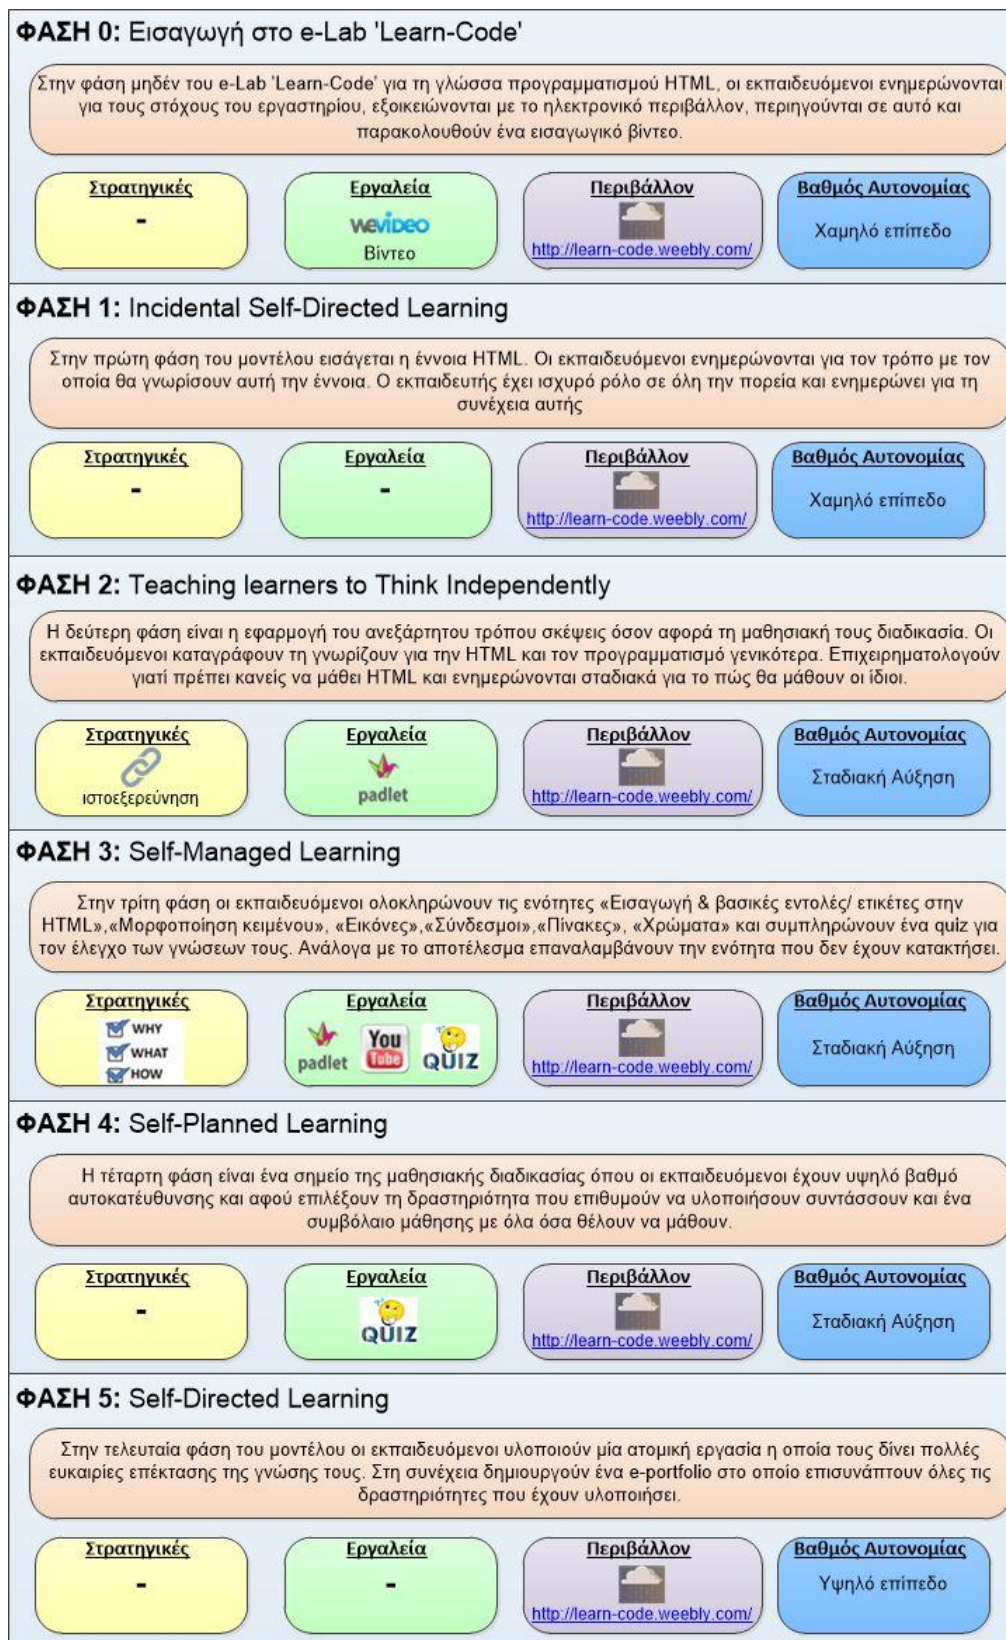 ΦΑΣΗ 0: Εισαγωγή στο e-Lab 'Learn-Code'
Στην φάση μηδέν του e-Lab 'Learn-Code' για τη γλώσσα προγραμματισμού HTML, οι εκπαιδευόμενοι ενημερώνονται
για τους στόχους του εργαστηρίου, εξοικειώνονται με το ηλεκτρονικό περιβάλλον, περιηγούνται σε αυτό και
παρακολουθούν ένα εισαγωγικό βίντεο.
Στρατηγικές
-
Εργαλεία
WeVideo
Βίντεο
Περιβάλλον
http://learn-code.weebly.com/
Βαθμός Αυτονομίας
Χαμηλό επίπεδο
ΦΑΣΗ 1: Incidental Self-Directed Learning
Στην πρώτη φάση του μοντέλου εισάγεται η έννοια HTML. Οι εκπαιδευόμενοι ενημερώνονται για τον τρόπο με τον
οποία θα γνωρίσουν αυτή την έννοια. Ο εκπαιδευτής έχει ισχυρό ρόλο σε όλη την πορεία και ενημερώνει για τη
συνέχεια αυτής
Στρατηγικές
-
Εργαλεία
-
Περιβάλλον
http://learn-code.weebly.com/
Βαθμός Αυτονομίας
Χαμηλό επίπεδο
ΦΑΣΗ 2: Teaching learners to Think Independently
Η δεύτερη φάση είναι η εφαρμογή του ανεξάρτητου τρόπου σκέψεις όσον αφορά τη μαθησιακή τους διαδικασία. Οι
εκπαιδευόμενοι καταγράφουν τη γνωρίζουν για την HTML και τον προγραμματισμό γενικότερα. Επιχειρηματολογούν
γιατί πρέπει κανείς να μάθει HTML και ενημερώνονται σταδιακά για το πώς θα μάθουν οι ίδιοι.
Στρατηγικές
ιστοεξερεύνηση
Εργαλεία
padlet
Περιβάλλον
http://learn-code.weebly.com/
Βαθμός Αυτονομίας
Σταδιακή Αύξηση
ΦΑΣΗ 3: Self-Managed Learning
Στην τρίτη φάση οι εκπαιδευόμενοι ολοκληρώνουν τις ενότητες «Εισαγωγή & βασικές εντολές/ ετικέτες στην
HTML»,«Μορφοποίηση κειμένου», «Εικόνες»,«Σύνδεσμοι»,«Πίνακες», «Χρώματα» και συμπληρώνουν ένα quiz για
τον έλεγχο των γνώσεων τους. Ανάλογα με το αποτέλεσμα επαναλαμβάνουν την ενότητα που δεν έχουν κατακτήσει.
Στρατηγικές
WHY
WHAT
HOW
Εργαλεία
padlet
You
Tube
QUIZ
Περιβάλλον
http://learn-code.weebly.com/
Βαθμός Αυτονομίας
Σταδιακή Αύξηση
ΦΑΣΗ 4: Self-Planned Learning
Η τέταρτη φάση είναι ένα σημείο της μαθησιακής διαδικασίας όπου οι εκπαιδευόμενοι έχουν υψηλό βαθμό
αυτοκατέυθυνσης και αφού επιλέξουν τη δραστηριότητα που επιθυμούν να υλοποιήσουν συντάσσουν και ένα
συμβόλαιο μάθησης με όλα όσα θέλουν να μάθουν.
Στρατηγικές
-
Εργαλεία
QUIZ
Περιβάλλον
http://learn-code.weebly.com/
Βαθμός Αυτονομίας
Σταδιακή Αύξηση
ΦΑΣΗ 5: Self-Directed Learning
Στην τελευταία φάση του μοντέλου οι εκπαιδευόμενοι υλοποιούν μία ατομική εργασία η οποία τους δίνει πολλές
ευκαιρίες επέκτασης της γνώσης τους. Στη συνέχεια δημιουργούν ένα e-portfolio στο οποίο επισυνάπτουν όλες τις
δραστηριότητες που έχουν υλοποιήσει.
Στρατηγικές
-
Εργαλεία
-
Περιβάλλον
http://learn-code.weebly.com/
Βαθμός Αυτονομίας
Υψηλό επίπεδο